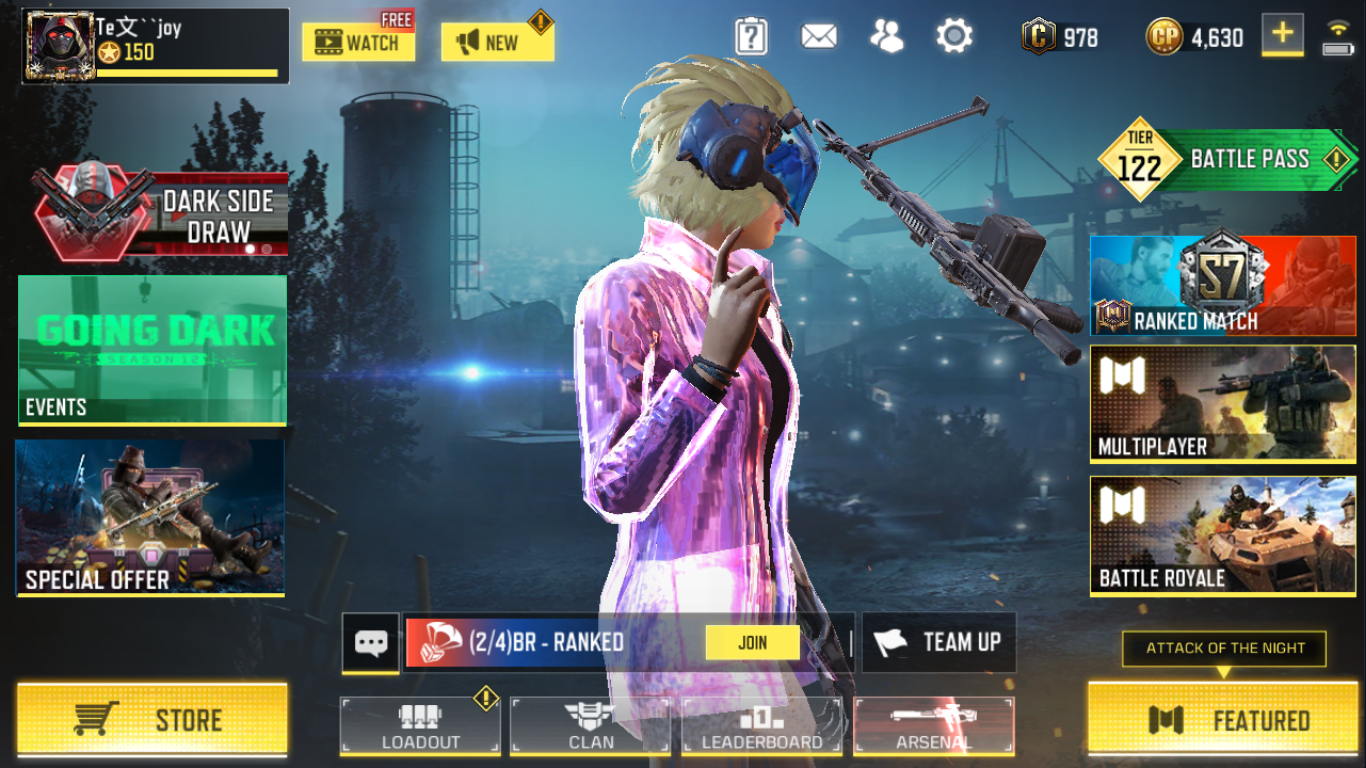 Te文``joy
150
FREE
WATCH
NEW
978
CP
4,630
TIER
122
BATTLE PASS
DARK SIDE
DRAW
GOING DARK
SEASON 12
EVENTS
S7
RANKED MATCH
MULTIPLAYER
SPECIAL OFFER
BATTLE ROYALE
(2/4)BR - RANKED
JOIN
TEAM UP
ATTACK OF THE NIGHT
STORE
LOADOUT
CLAN
LEADERBOARD
ARSENAL
FEATURED